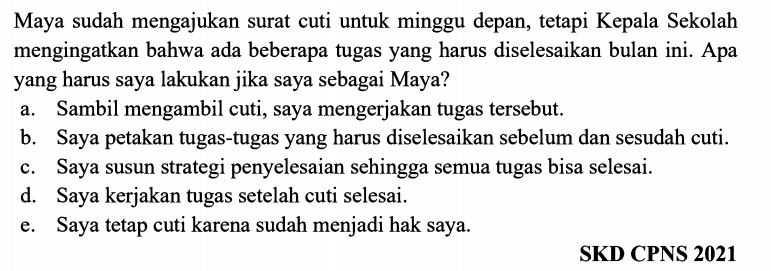 Maya sudah mengajukan surat cuti untuk minggu depan, tetapi Kepala Sekolah
mengingatkan bahwa ada beberapa tugas yang harus diselesaikan bulan ini. Apa
yang harus saya lakukan jika saya sebagai Maya?
a. Sambil mengambil cuti, saya mengerjakan tugas tersebut.
b. Saya petakan tugas-tugas yang harus diselesaikan sebelum dan sesudah cuti.
c. Saya susun strategi penyelesaian sehingga semua tugas bisa selesai.
d. Saya kerjakan tugas setelah cuti selesai.
e. Saya tetap cuti karena sudah menjadi hak saya.
SKD CPNS 2021